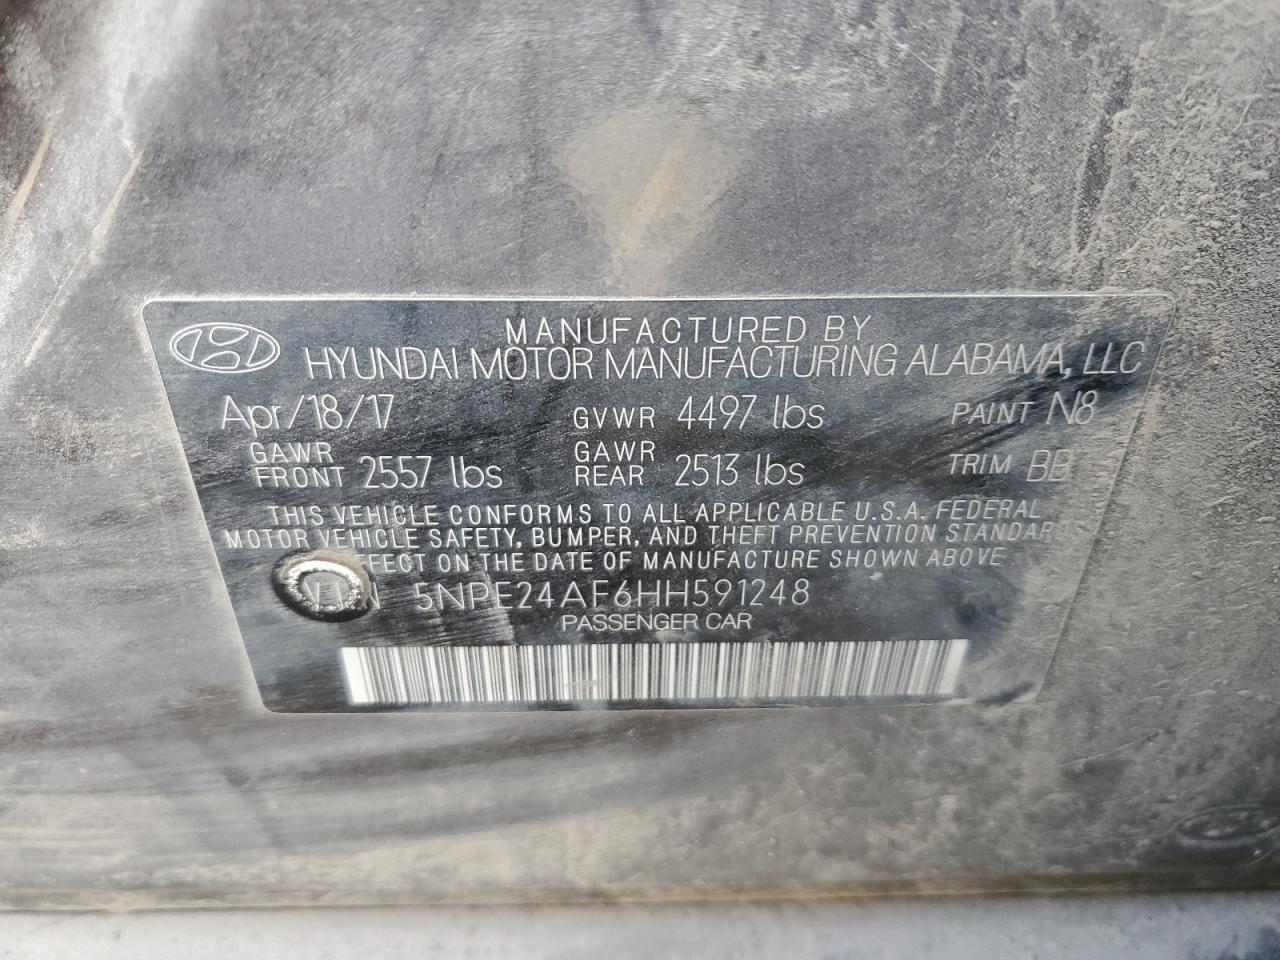 MANUFACTURED BY
HYUNDAI MOTOR MANUFACTURING ALABAMA, LLC
Apr/18/17 GVWR 4497 lbs PAINT N8
GAWR FRONT 2557 lbs GAWR REAR 2513 lbs TRIM BB
THIS VEHICLE CONFORMS TO ALL APPLICABLE U.S.A. FEDERAL
MOTOR VEHICLE SAFETY, BUMPER, AND THEFT PREVENTION STANDARD
EFFECT ON THE DATE OF MANUFACTURE SHOWN ABOVE
VIN 5NPE24AF6HH591248
PASSENGER CAR